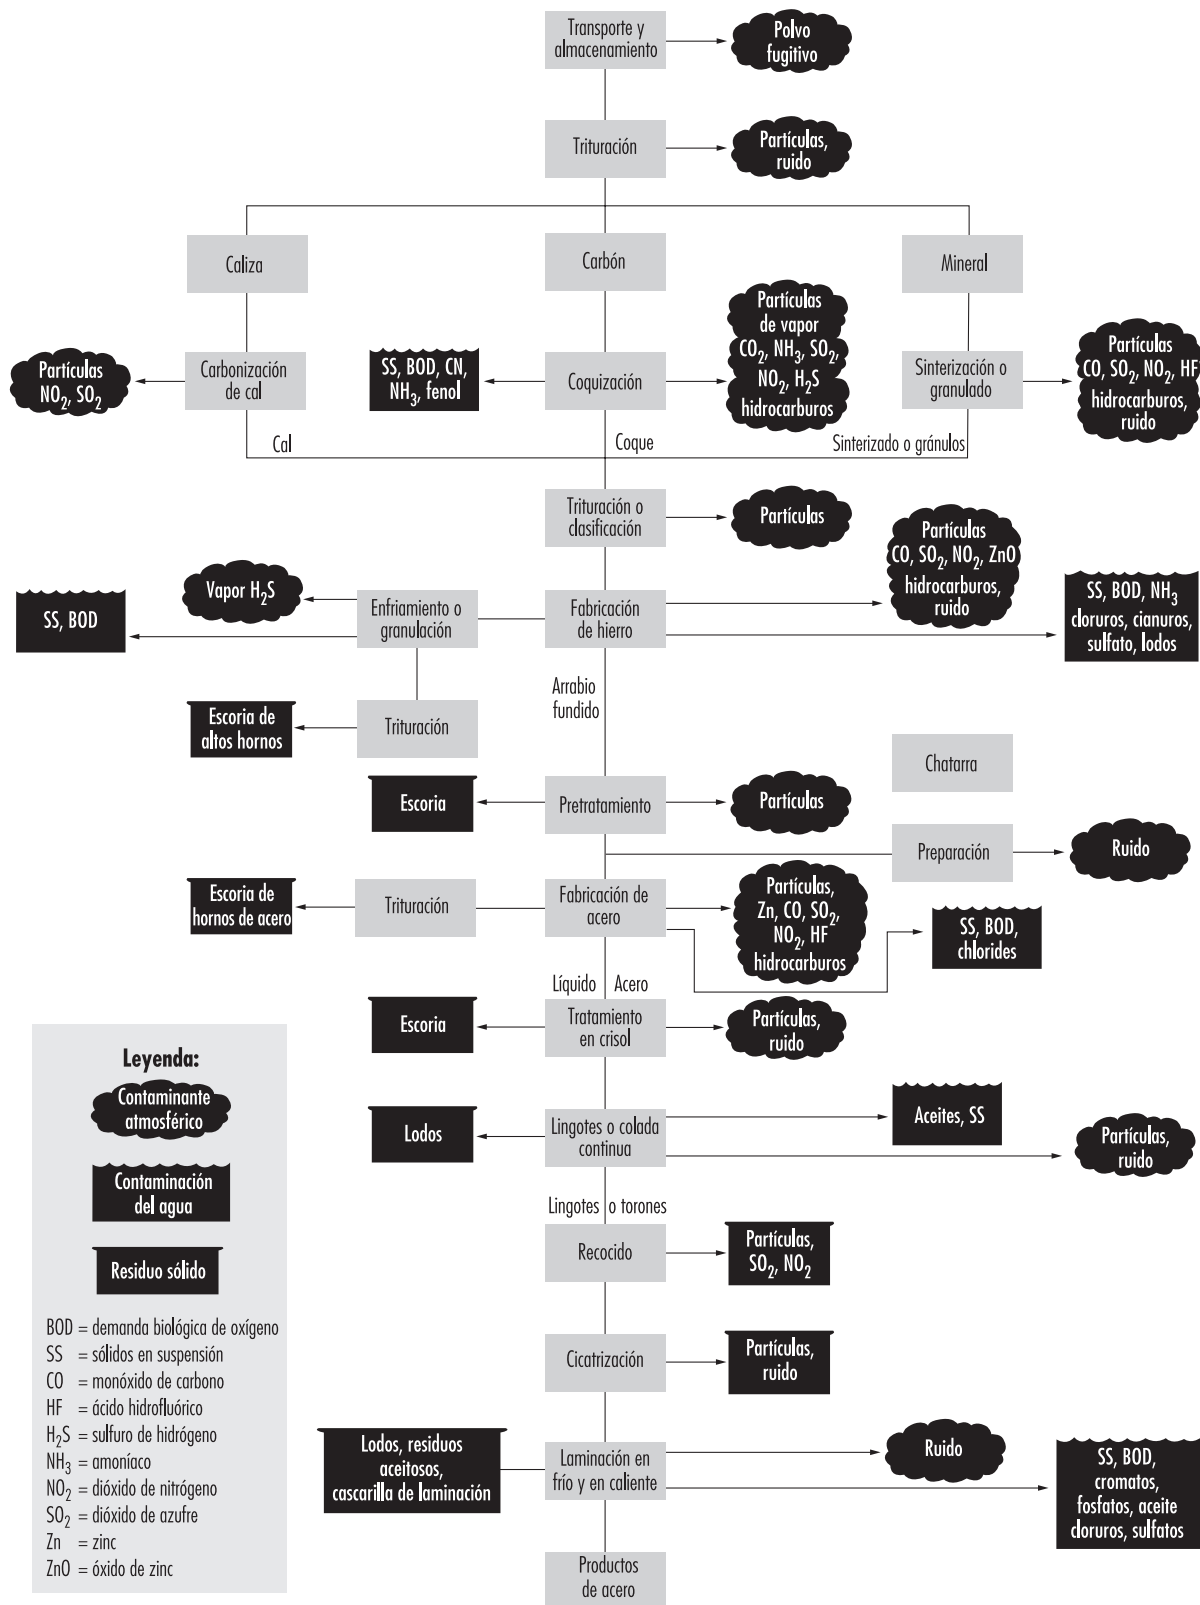 Transporte y
almacenamiento
Polvo
fugitivo
Trituración
Partículas,
ruido
Caliza
Carbón
Mineral
Partículas
NO₂, SO₂
Carbonización
de cal
SS, BOD, CN,
NH₃, fenol
Coquización
Partículas
de vapor
CO₂, NH₃, SO₂,
NO₂, H₂S
hidrocarburos
Sinterización o
granulado
Partículas
CO, SO₂, NO₂, HF
hidrocarburos,
ruido
Cal
Coque
Sinterizado o gránulos
Trituración o
clasificación
Partículas
Partículas
CO, SO₂, NO₂, ZnO
hidrocarburos,
ruido
SS, BOD
Vapor H₂S
Enfriamiento o
granulación
Fabricación
de hierro
SS, BOD, NH₃
cloruros, cianuros,
sulfato, lodos
Escoria de
altos hornos
Trituración
Arrabio
fundido
Chatarra
Escoria
Pretratamiento
Partículas
Preparación
Ruido
Escoria de
hornos de acero
Trituración
Fabricación de
acero
Partículas,
Zn, CO, SO₂,
NO₂, HF
hidrocarburos
SS, BOD,
chlorides
Líquido Acero
Escoria
Tratamiento
en crisol
Partículas,
ruido
Lodos
Lingotes o colada
continua
Aceites, SS
Partículas,
ruido
Lingotes o torones
Recocido
Partículas,
SO₂, NO₂
Cicatrización
Partículas,
ruido
Lodos, residuos
aceitosos,
cascarilla de laminación
Laminación en
frío y en caliente
Ruido
SS, BOD,
cromatos,
fosfatos, aceite
cloruros, sulfatos
Productos
de acero
Leyenda:
Contaminante
atmosférico
Contaminación
del agua
Residuo sólido
BOD = demanda biológica de oxígeno
SS = sólidos en suspensión
CO = monóxido de carbono
HF = ácido hidrofluórico
H₂S = sulfuro de hidrógeno
NH₃ = amoníaco
NO₂ = dióxido de nitrógeno
SO₂ = dióxido de azufre
Zn = zinc
ZnO = óxido de zinc